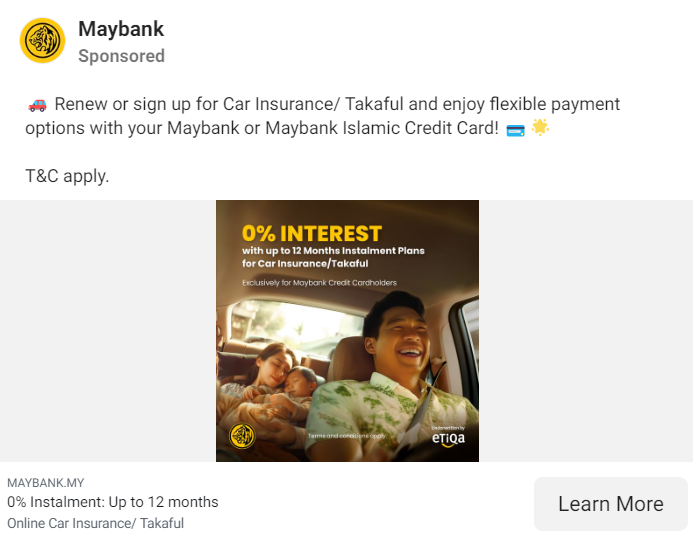 Maybank
Sponsored
🚗 Renew or sign up for Car Insurance/ Takaful and enjoy flexible payment
options with your Maybank or Maybank Islamic Credit Card! 💳 🌟
T&C apply.
0% INTEREST
with up to 12 Months Instalment Plans
for Car Insurance/Takaful
Exclusively for Maybank Credit Cardholders
Terms and conditions apply
Underwritten by
etiqa
MAYBANK.MY
0% Instalment: Up to 12 months
Online Car Insurance/ Takaful
Learn More